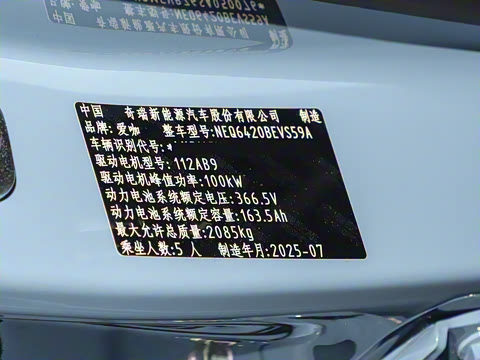 中国 奇瑞新能源汽车股份有限公司 制造
品牌:爱咖 整车型号:NEQ6420BEVS59A
车辆识别代号:
驱动电机型号:112AB9
驱动电机峰值功率:100kW
动力电池系统额定电压:366.5V
动力电池系统额定容量:163.5Ah
最大允许总质量:2085kg
乘坐人数:5 人 制造年月:2025-07